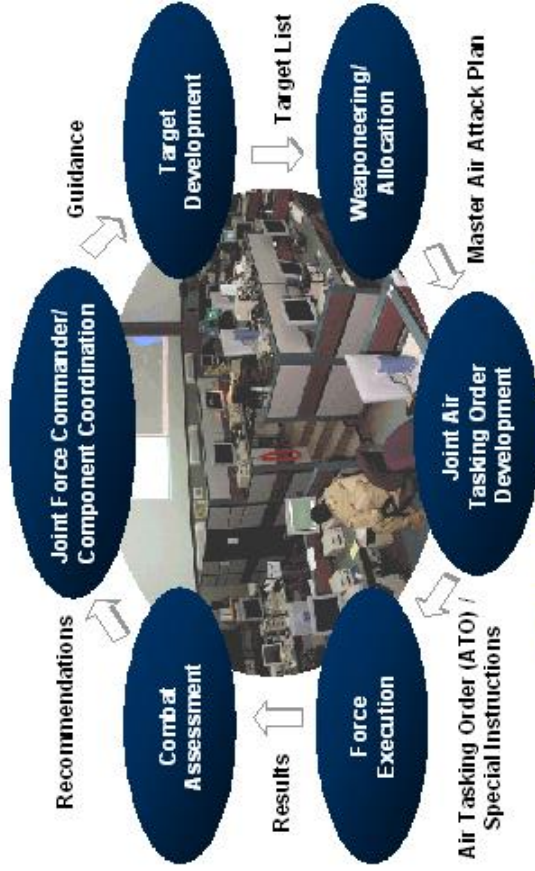 Joint Force Commander/
Component Coordination
Guidance
Target
Development
Target List
Weaponeering/
Allocation
Master Air Attack Plan
Joint Air
Tasking Order
Development
Air Tasking Order (ATO) /
Special Instructions
Force
Execution
Results
Combat
Assessment
Recommendations